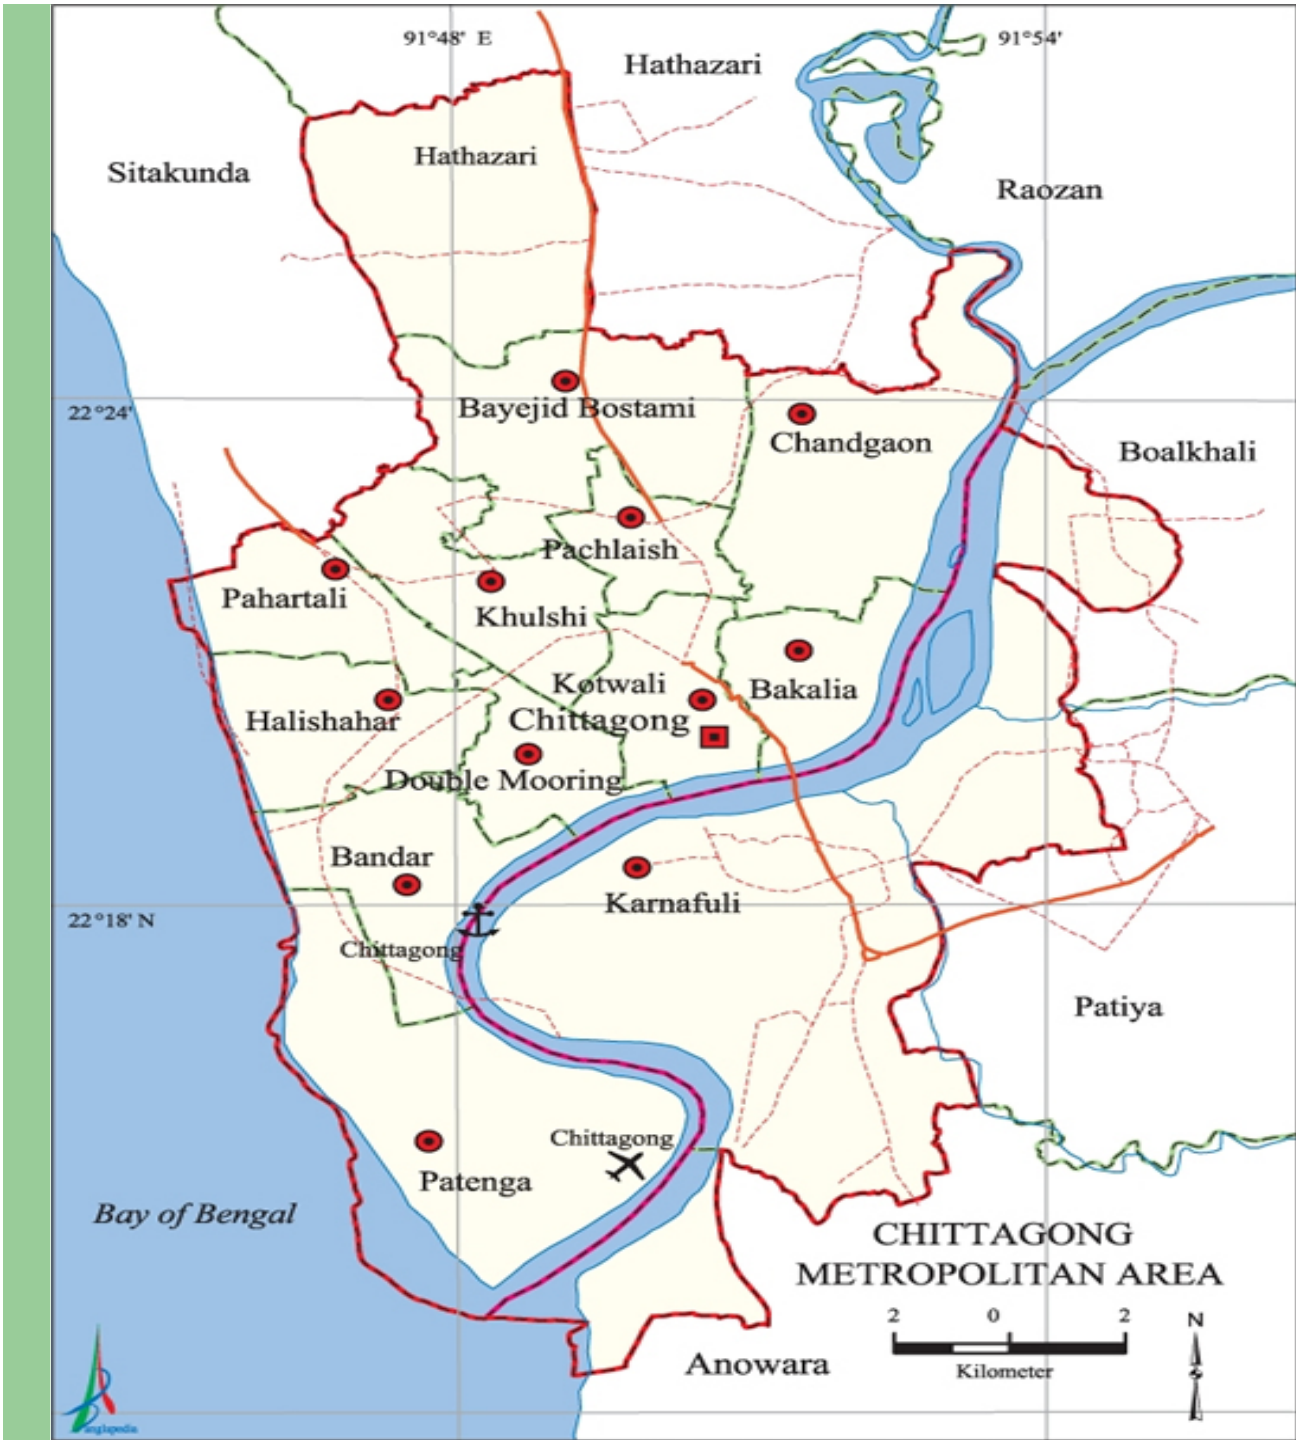 91°48' E
91°54'
Hathazari
Hathazari
Sitakunda
Raozan
22°24'
Bayejid Bostami
Chandgaon
Boalkhali
Pachlaish
Pahartali
Khulshi
Kotwali
Bakalia
Halishahar
Chittagong
Double Mooring
Bandar
Karnafuli
22°18' N
Chittagong
Patiya
Chittagong
Patenga
Bay of Bengal
CHITTAGONG
METROPOLITAN AREA
2 0 2
Kilometer
N
Anowara
anglapedia